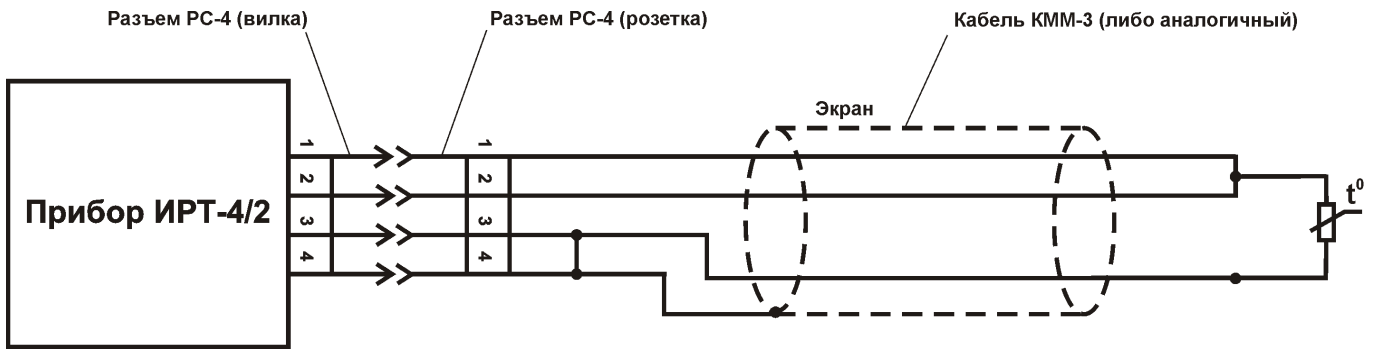 Разъем РС-4 (вилка)
Разъем РС-4 (розетка)
Кабель КММ-3 (либо аналогичный)
Экран
Прибор ИРТ-4/2
1
2
3
4
1
2
3
4
t⁰